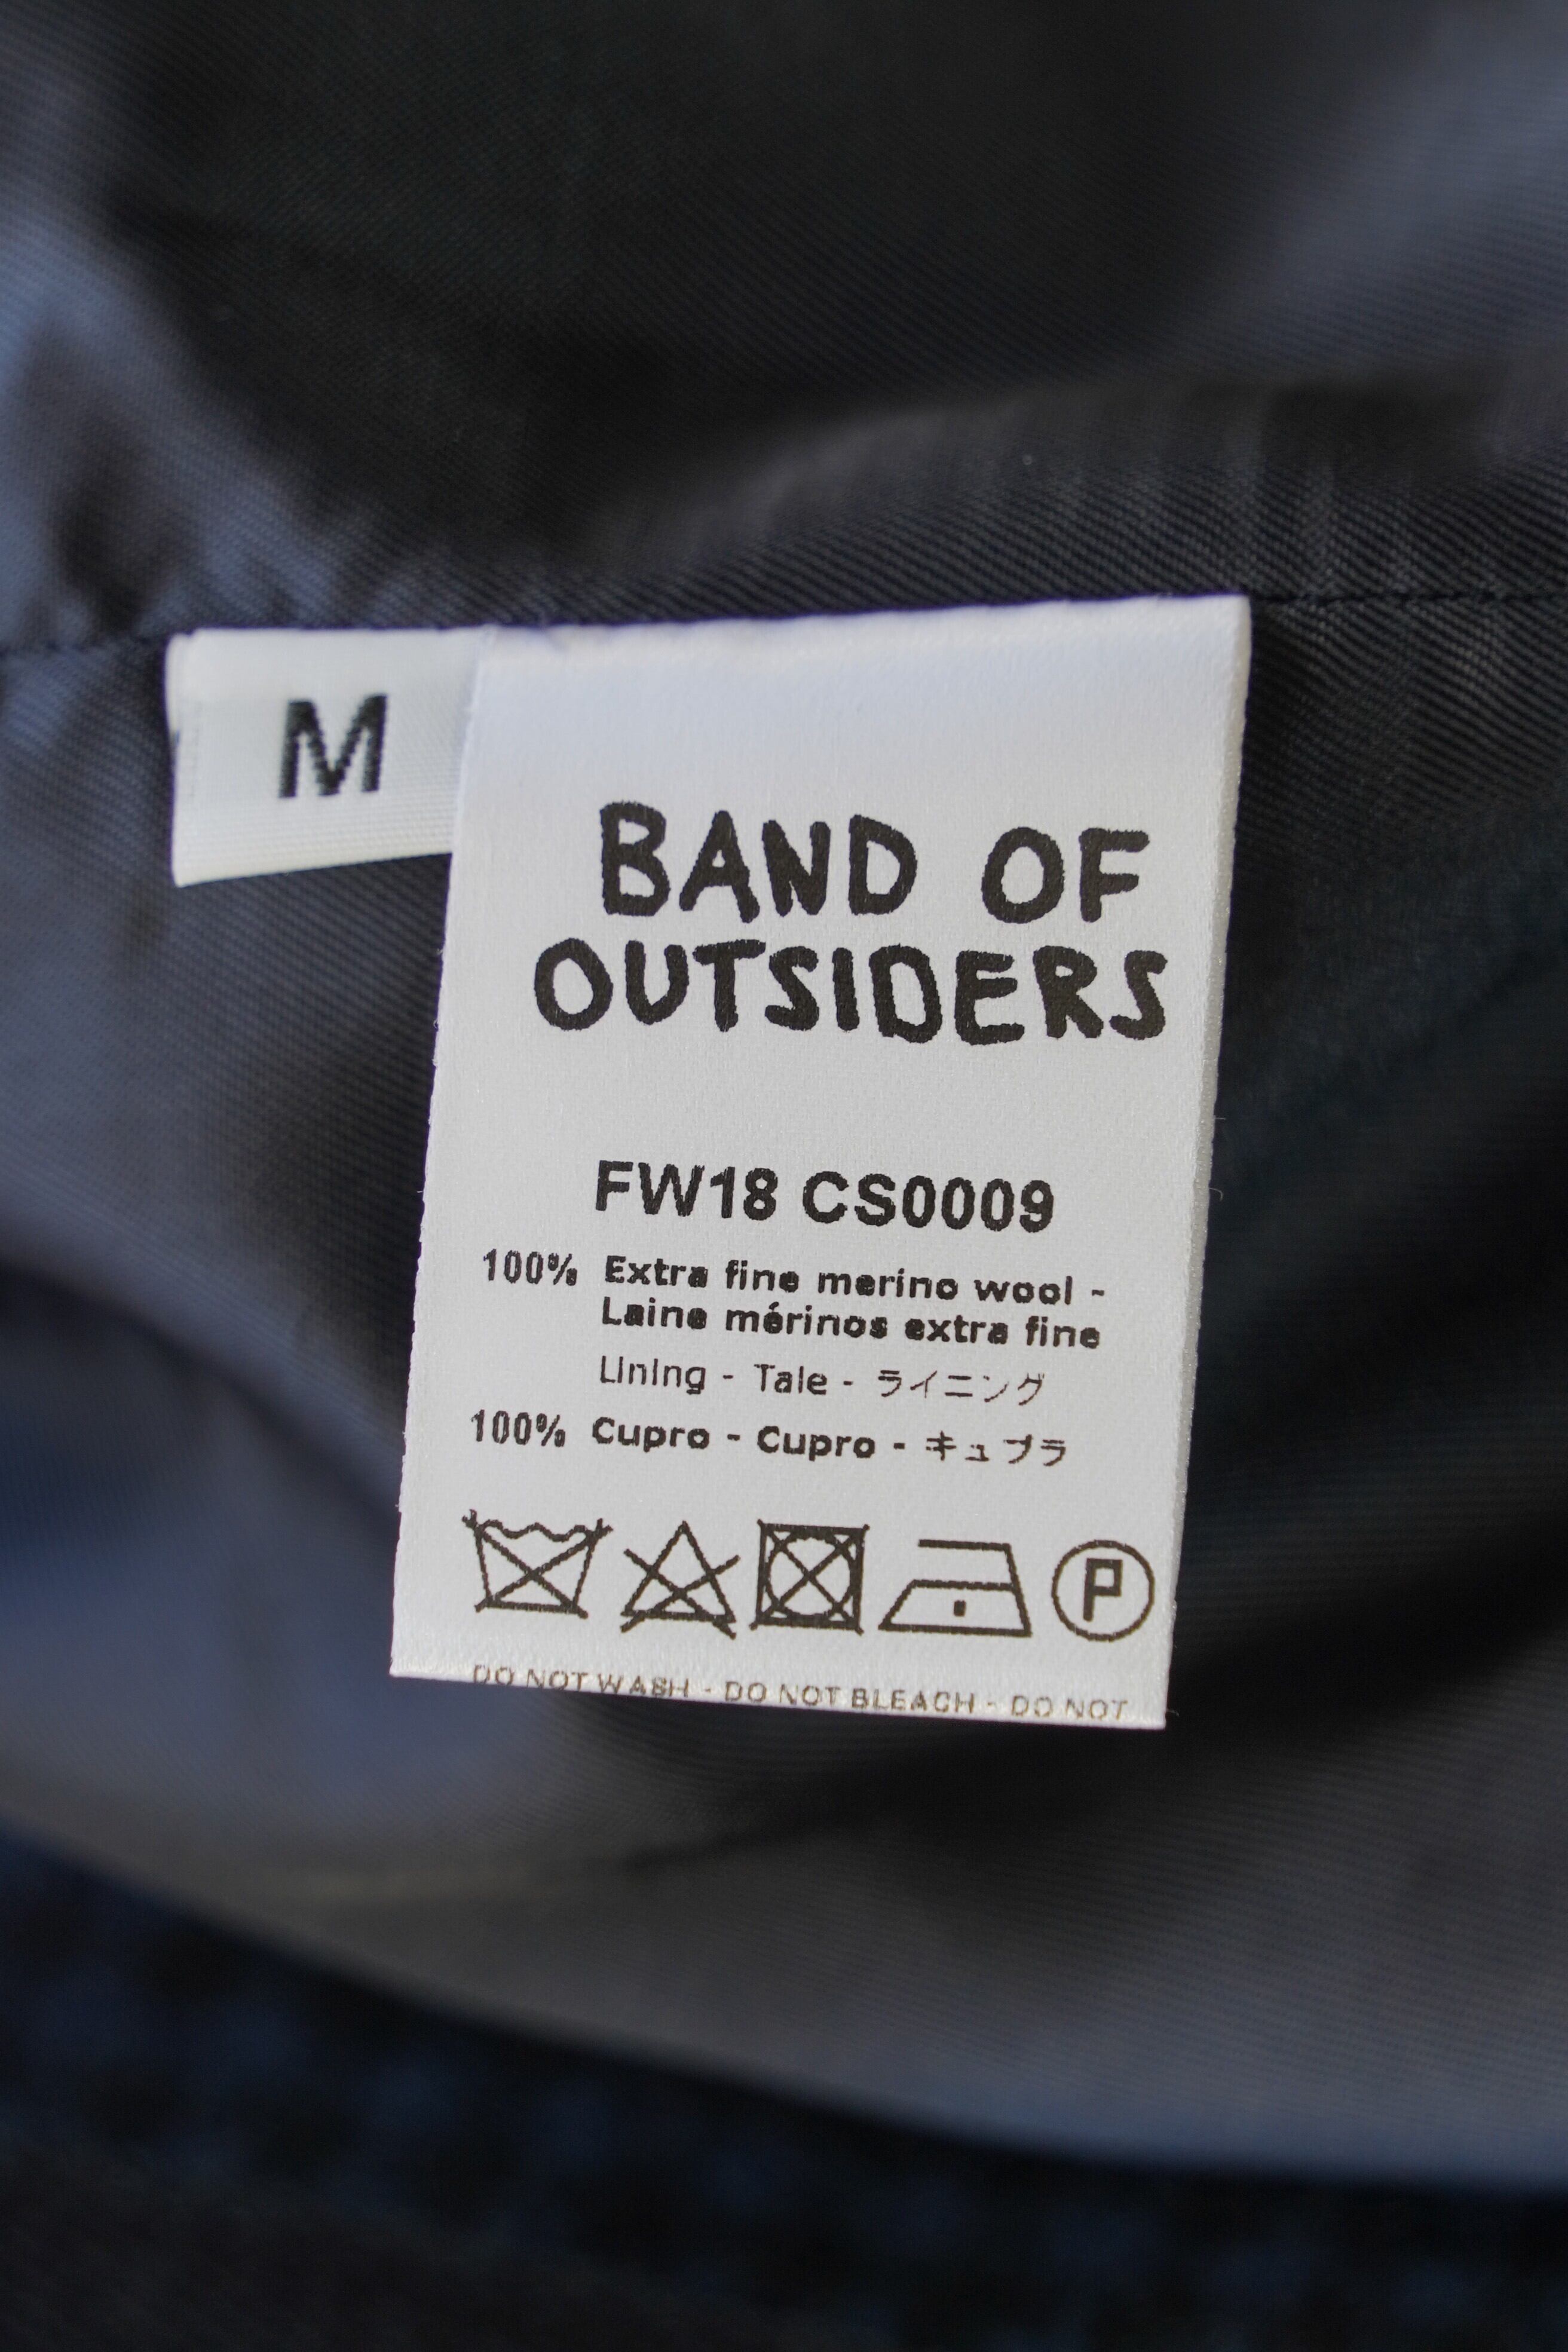 M
BAND OF
OUTSIDERS
FW18 CS0009
100% Extra fine merino wool -
Laine mérinos extra fine
Lining - Taie - ライニング
100% Cupro - Cupro - キュプラ
P
DO NOT WASH - DO NOT BLEACH - DO NOT